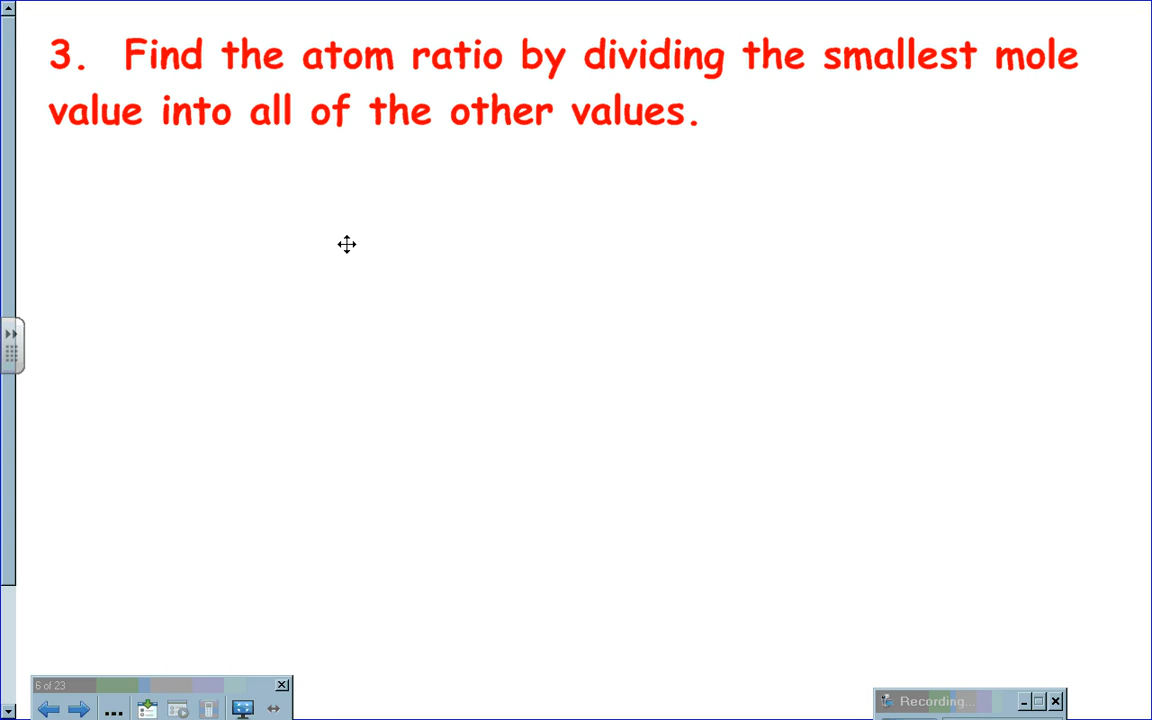 3. Find the atom ratio by dividing the smallest mole
value into all of the other values.
6 of 23
Recording...